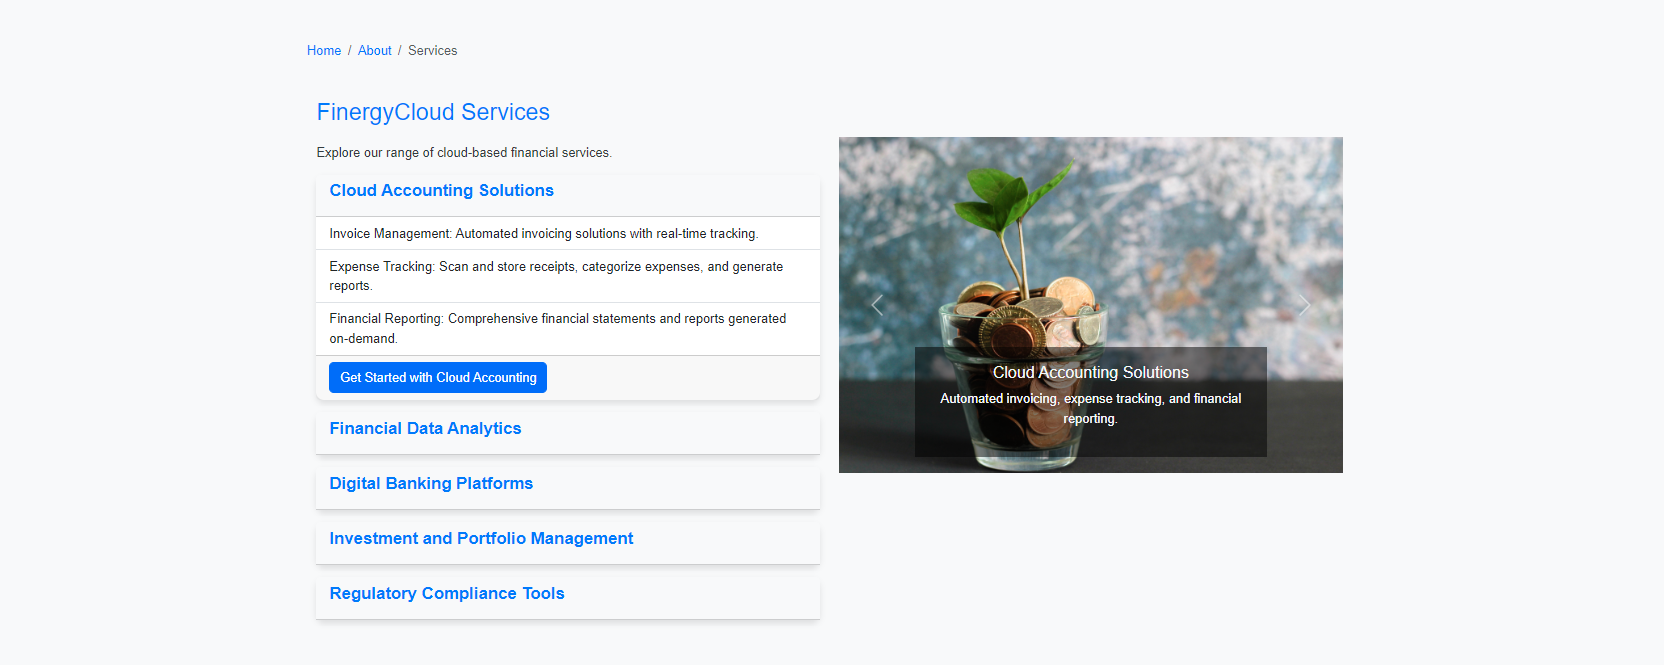 Home / About / Services
FinergyCloud Services
Explore our range of cloud-based financial services.
Cloud Accounting Solutions
Invoice Management: Automated invoicing solutions with real-time tracking.
Expense Tracking: Scan and store receipts, categorize expenses, and generate
reports.
Financial Reporting: Comprehensive financial statements and reports generated
on-demand.
Get Started with Cloud Accounting
Financial Data Analytics
Digital Banking Platforms
Investment and Portfolio Management
Regulatory Compliance Tools
Cloud Accounting Solutions
Automated invoicing, expense tracking, and financial
reporting.